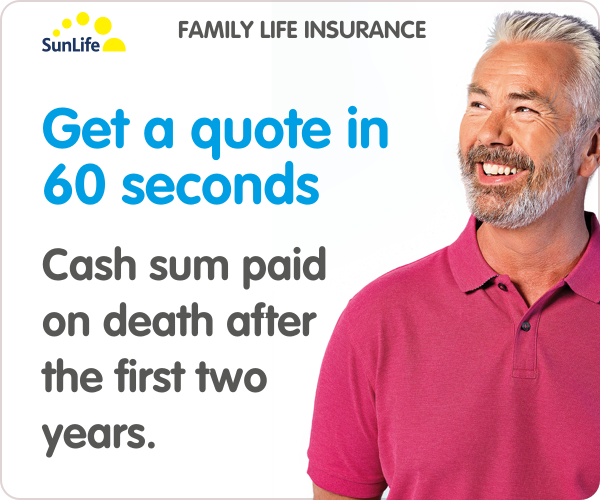 SunLife
FAMILY LIFE INSURANCE
Get a quote in
60 seconds
Cash sum paid
on death after
the first two
years.